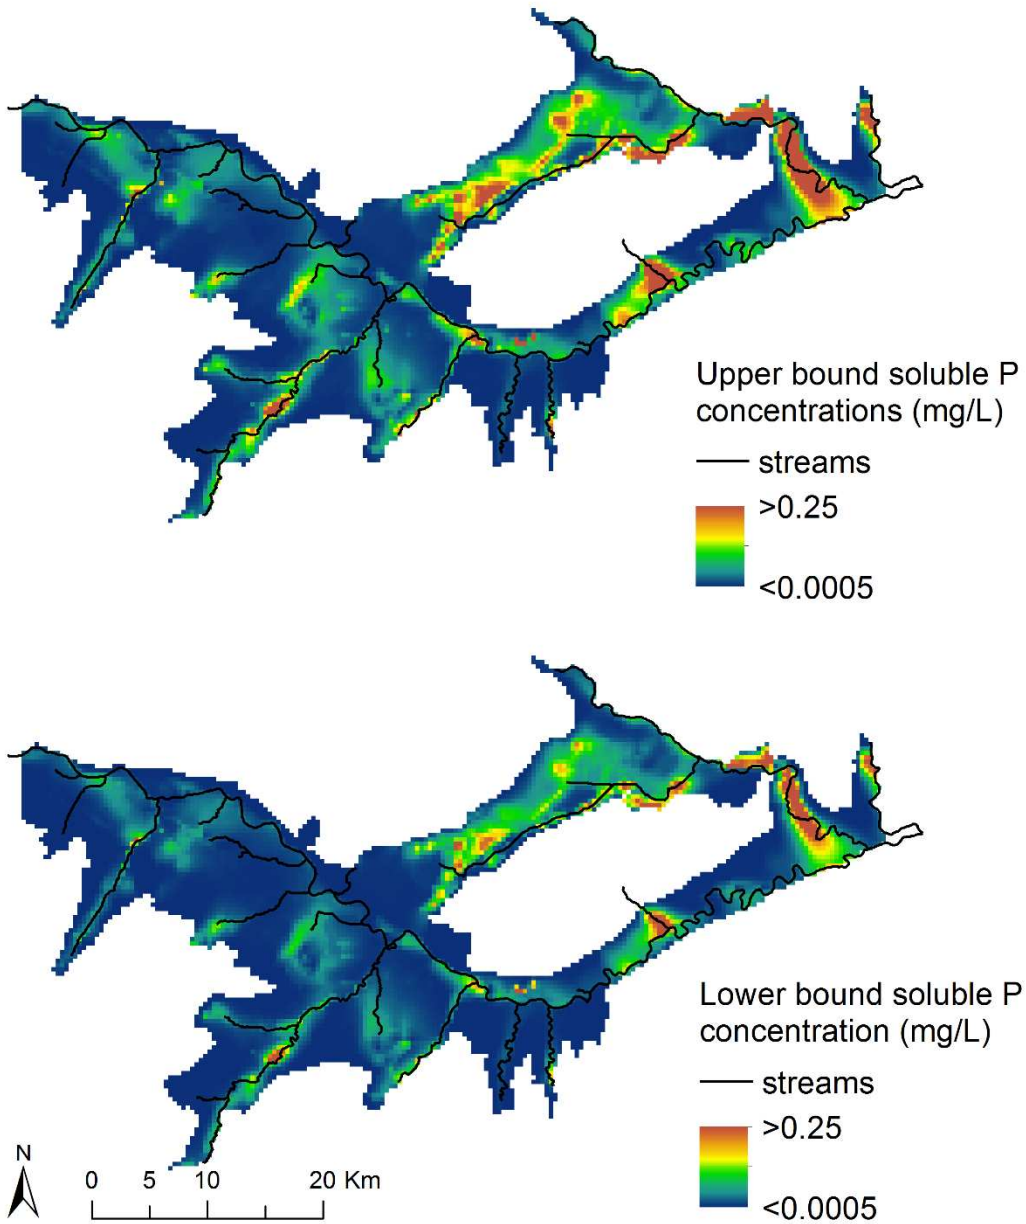 Upper bound soluble P
concentrations (mg/L)
streams
>0.25
<0.0005
Lower bound soluble P
concentration (mg/L)
streams
>0.25
<0.0005
N
0 5 10 20 Km